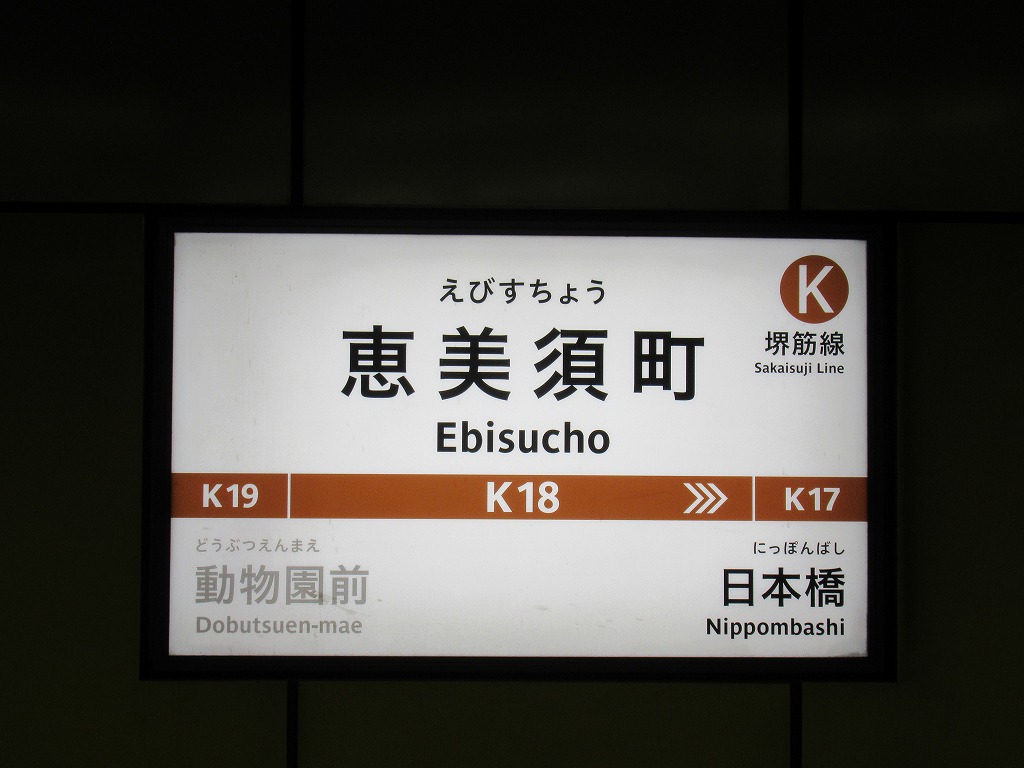 えびすちょう
恵美須町
Ebisucho
K
堺筋線
Sakaisuji Line
K19 K18 K17
どうぶつえんまえ
動物園前
Dobutsuen-mae
にっぽんばし
日本橋
Nippombashi